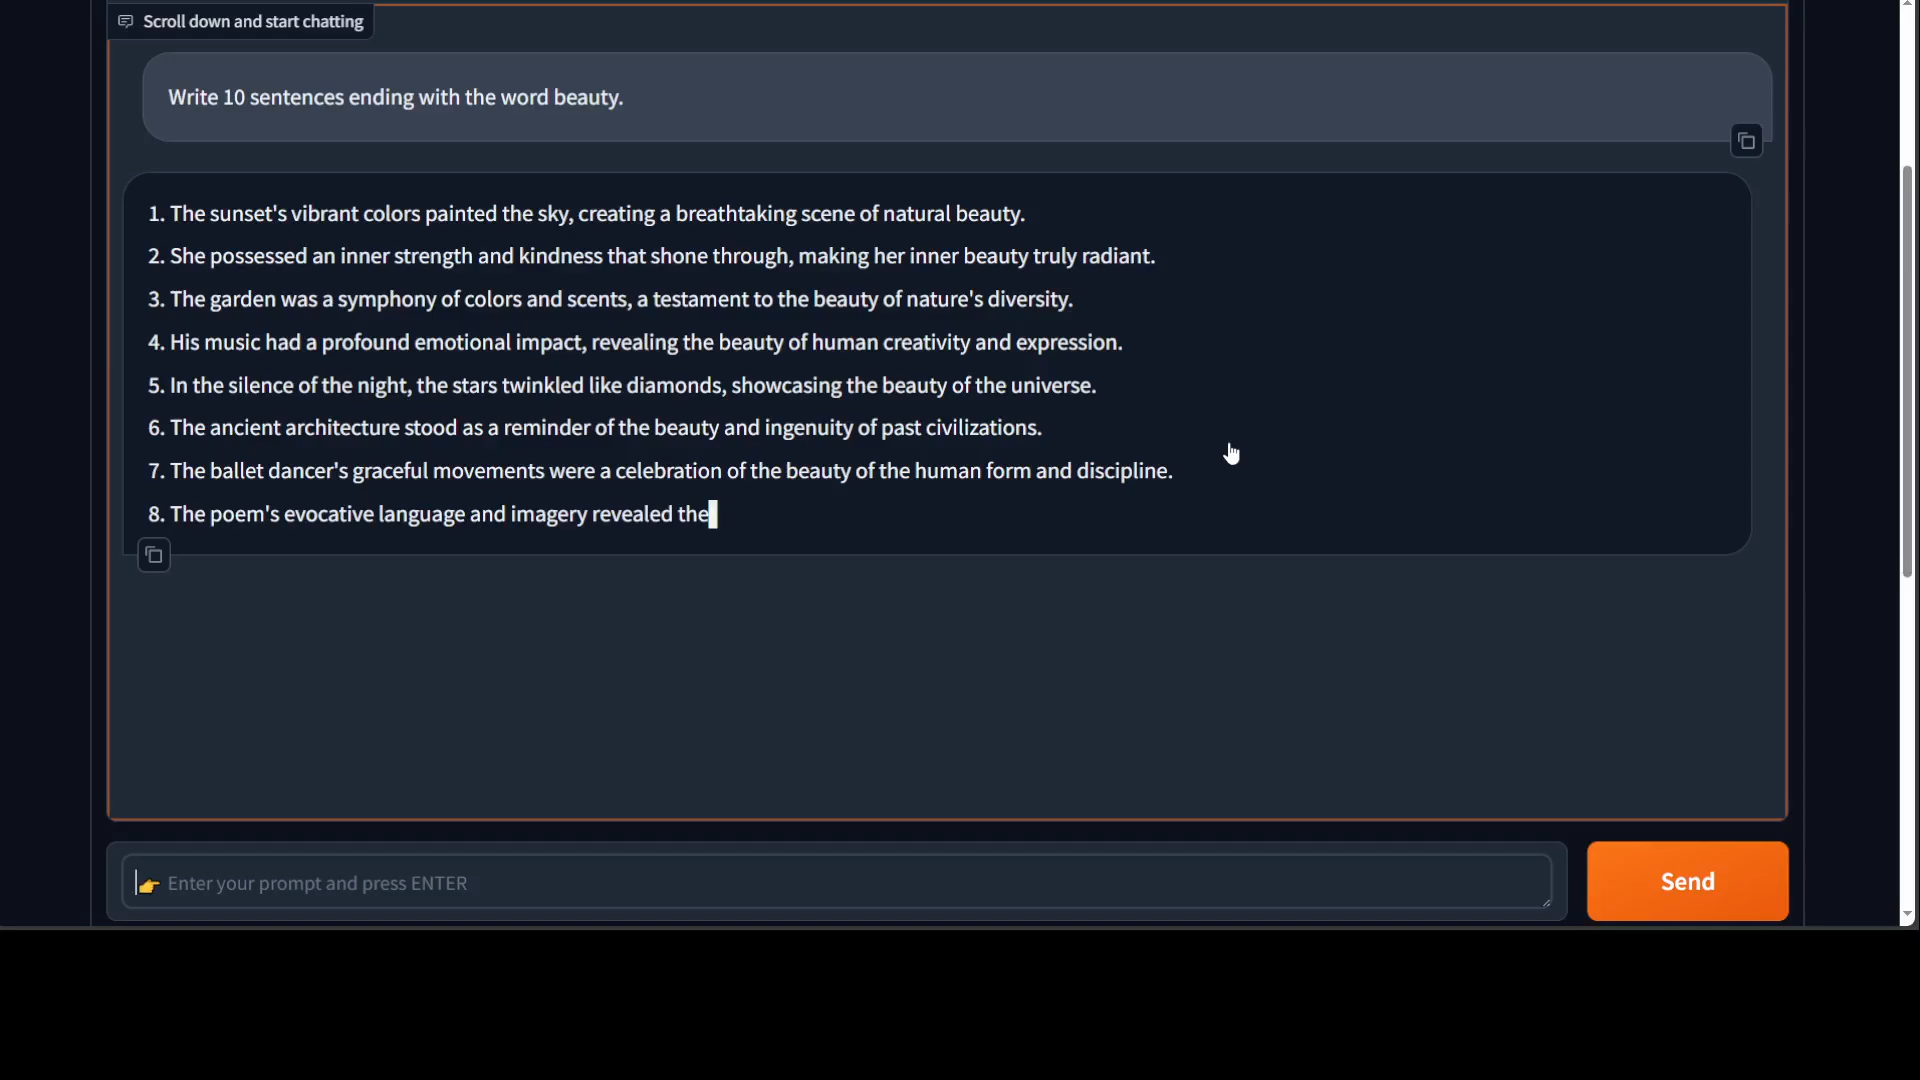 Scroll down and start chatting
Write 10 sentences ending with the word beauty.
1. The sunset's vibrant colors painted the sky, creating a breathtaking scene of natural beauty.
2. She possessed an inner strength and kindness that shone through, making her inner beauty truly radiant.
3. The garden was a symphony of colors and scents, a testament to the beauty of nature's diversity.
4. His music had a profound emotional impact, revealing the beauty of human creativity and expression.
5. In the silence of the night, the stars twinkled like diamonds, showcasing the beauty of the universe.
6. The ancient architecture stood as a reminder of the beauty and ingenuity of past civilizations.
7. The ballet dancer's graceful movements were a celebration of the beauty of the human form and discipline.
8. The poem's evocative language and imagery revealed the
👉 Enter your prompt and press ENTER
Send